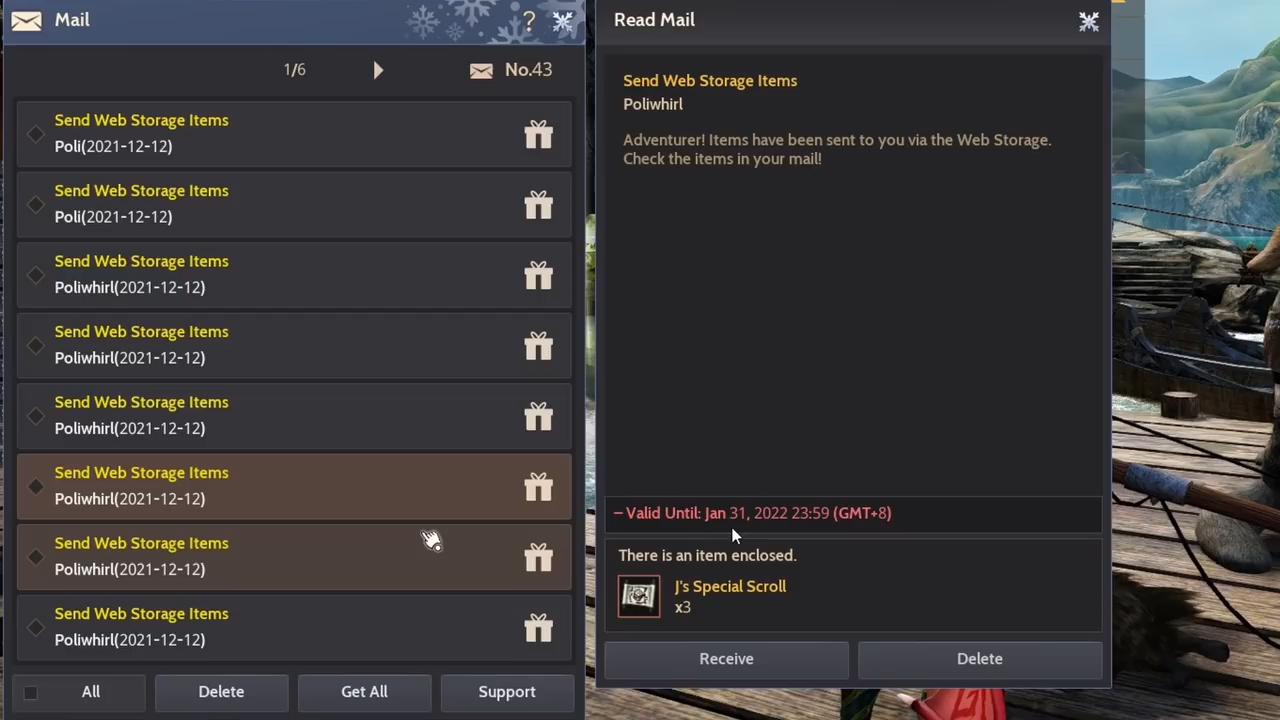 Mail
?
1/6
No.43
Send Web Storage Items
Poli(2021-12-12)
Send Web Storage Items
Poli(2021-12-12)
Send Web Storage Items
Poliwhirl(2021-12-12)
Send Web Storage Items
Poliwhirl(2021-12-12)
Send Web Storage Items
Poliwhirl(2021-12-12)
Send Web Storage Items
Poliwhirl(2021-12-12)
Send Web Storage Items
Poliwhirl(2021-12-12)
Send Web Storage Items
Poliwhirl(2021-12-12)
All
Delete
Get All
Support
Read Mail
Send Web Storage Items
Poliwhirl
Adventurer! Items have been sent to you via the Web Storage.
Check the items in your mail!
– Valid Until: Jan 31, 2022 23:59 (GMT+8)
There is an item enclosed.
J's Special Scroll
x3
Receive
Delete